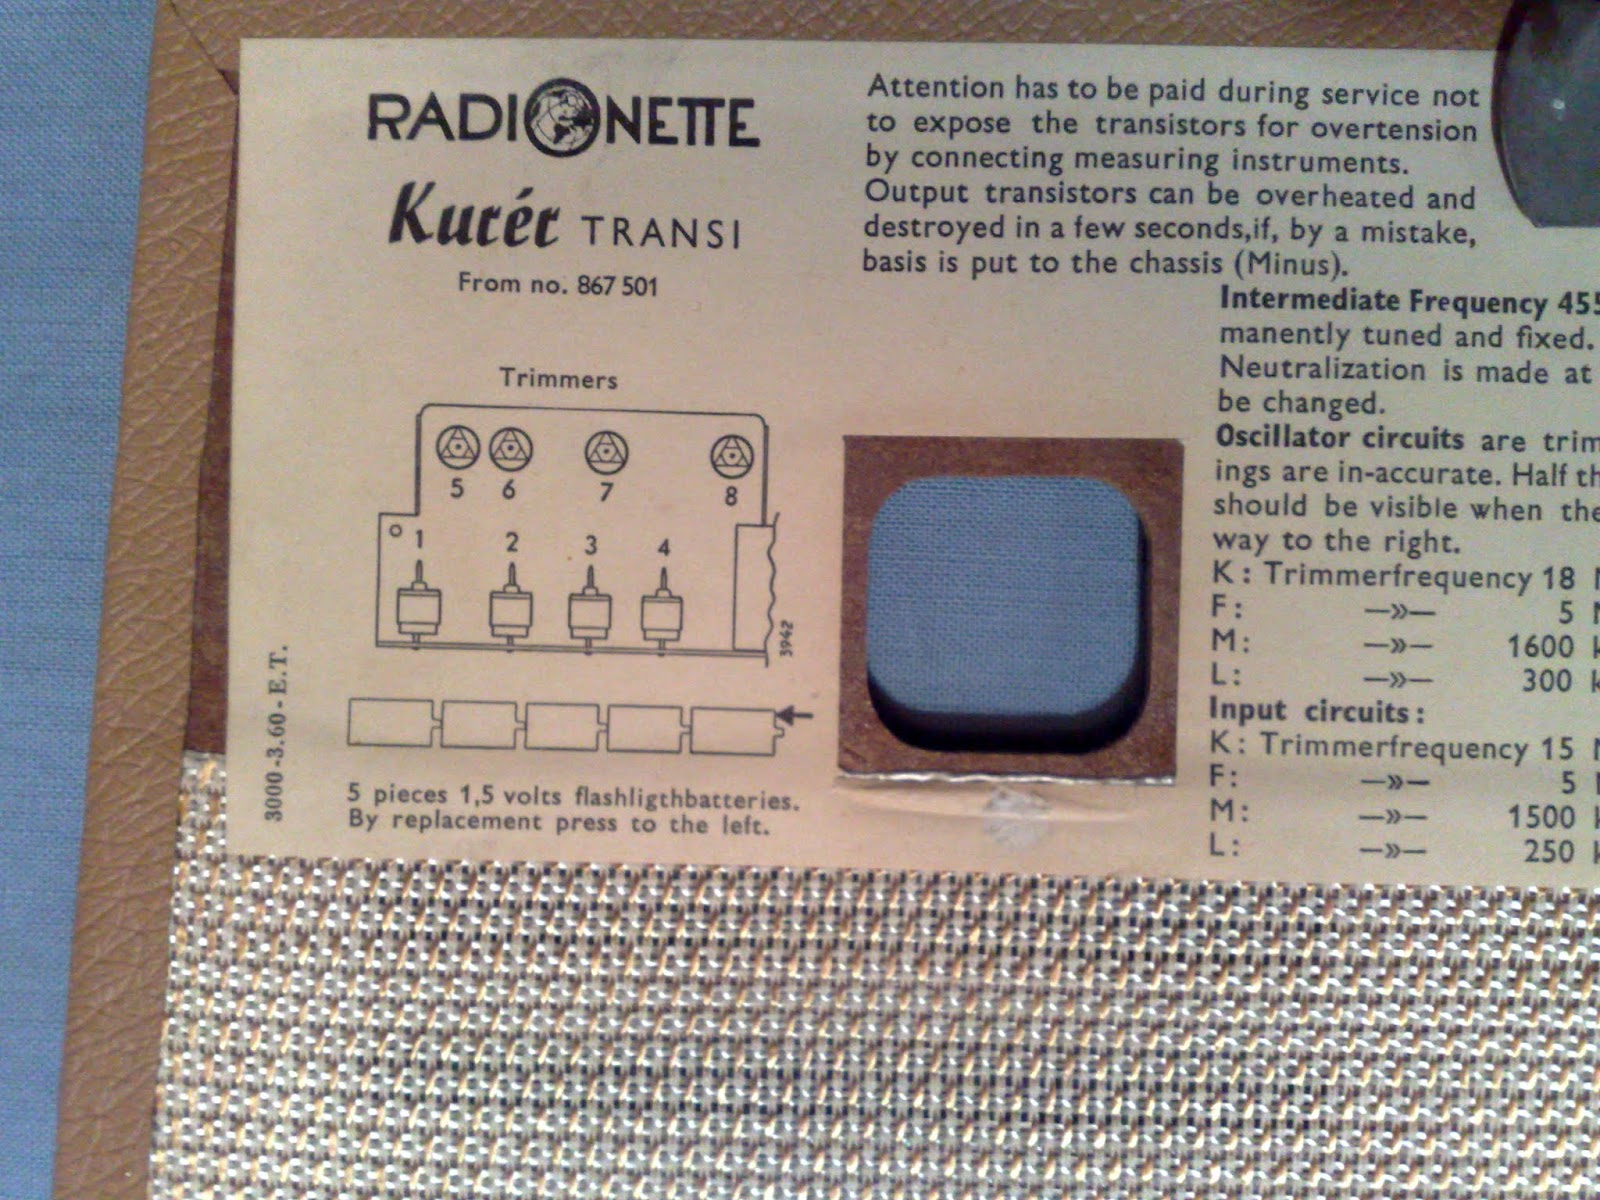 RADIONETTE
Kurér TRANSI
From no. 867 501
Trimmers
5 6 7 8
1 2 3 4
3942
3000-3.60-E.T.
5 pieces 1,5 volts flashligthbatteries.
By replacement press to the left.
Attention has to be paid during service not
to expose the transistors for overtension
by connecting measuring instruments.
Output transistors can be overheated and
destroyed in a few seconds,if, by a mistake,
basis is put to the chassis (Minus).
Intermediate Frequency 455
manently tuned and fixed.
Neutralization is made at
be changed.
Oscillator circuits are trim
ings are in-accurate. Half th
should be visible when the
way to the right.
K: Trimmerfrequency 18
F: —»— 5
M: —»— 1600 k
L: —»— 300 k
Input circuits:
K: Trimmerfrequency 15
F: —»— 5
M: —»— 1500 k
L: —»— 250 k